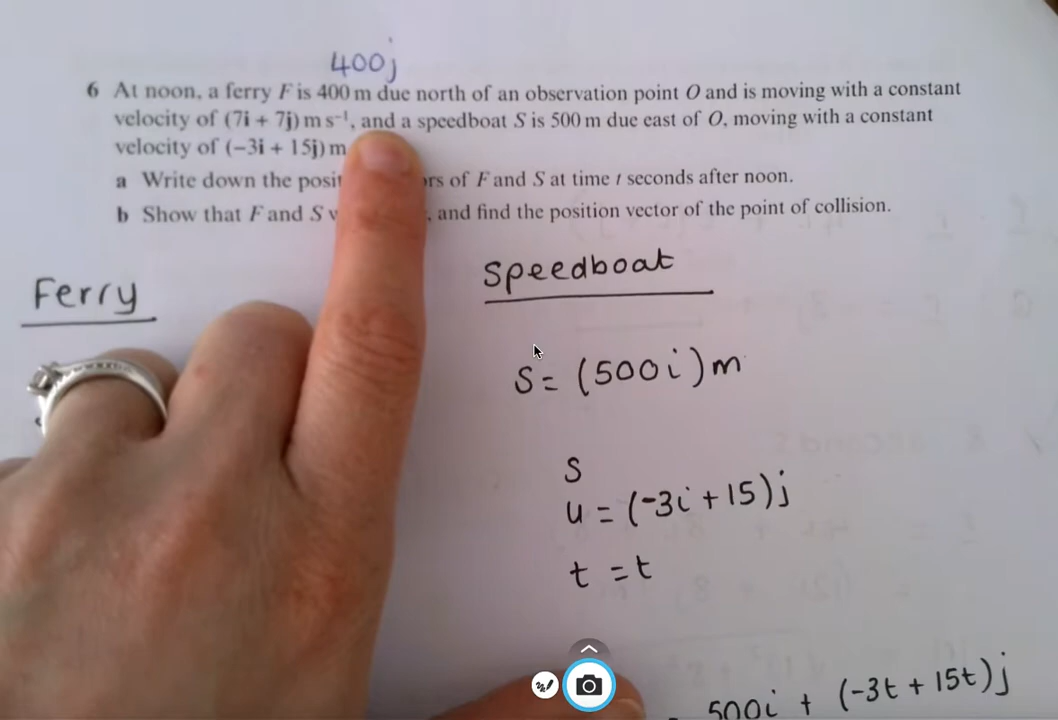 400j
6 At noon, a ferry F is 400 m due north of an observation point O and is moving with a constant
velocity of (7i + 7j) m s⁻¹, and a speedboat S is 500 m due east of O, moving with a constant
velocity of (−3i + 15j) m
a Write down the posit rs of F and S at time t seconds after noon.
b Show that F and S , and find the position vector of the point of collision.
Ferry
Speedboat
S = (500i) m
S
u = (-3i + 15)j
t = t
500i + (-3t + 15t)j